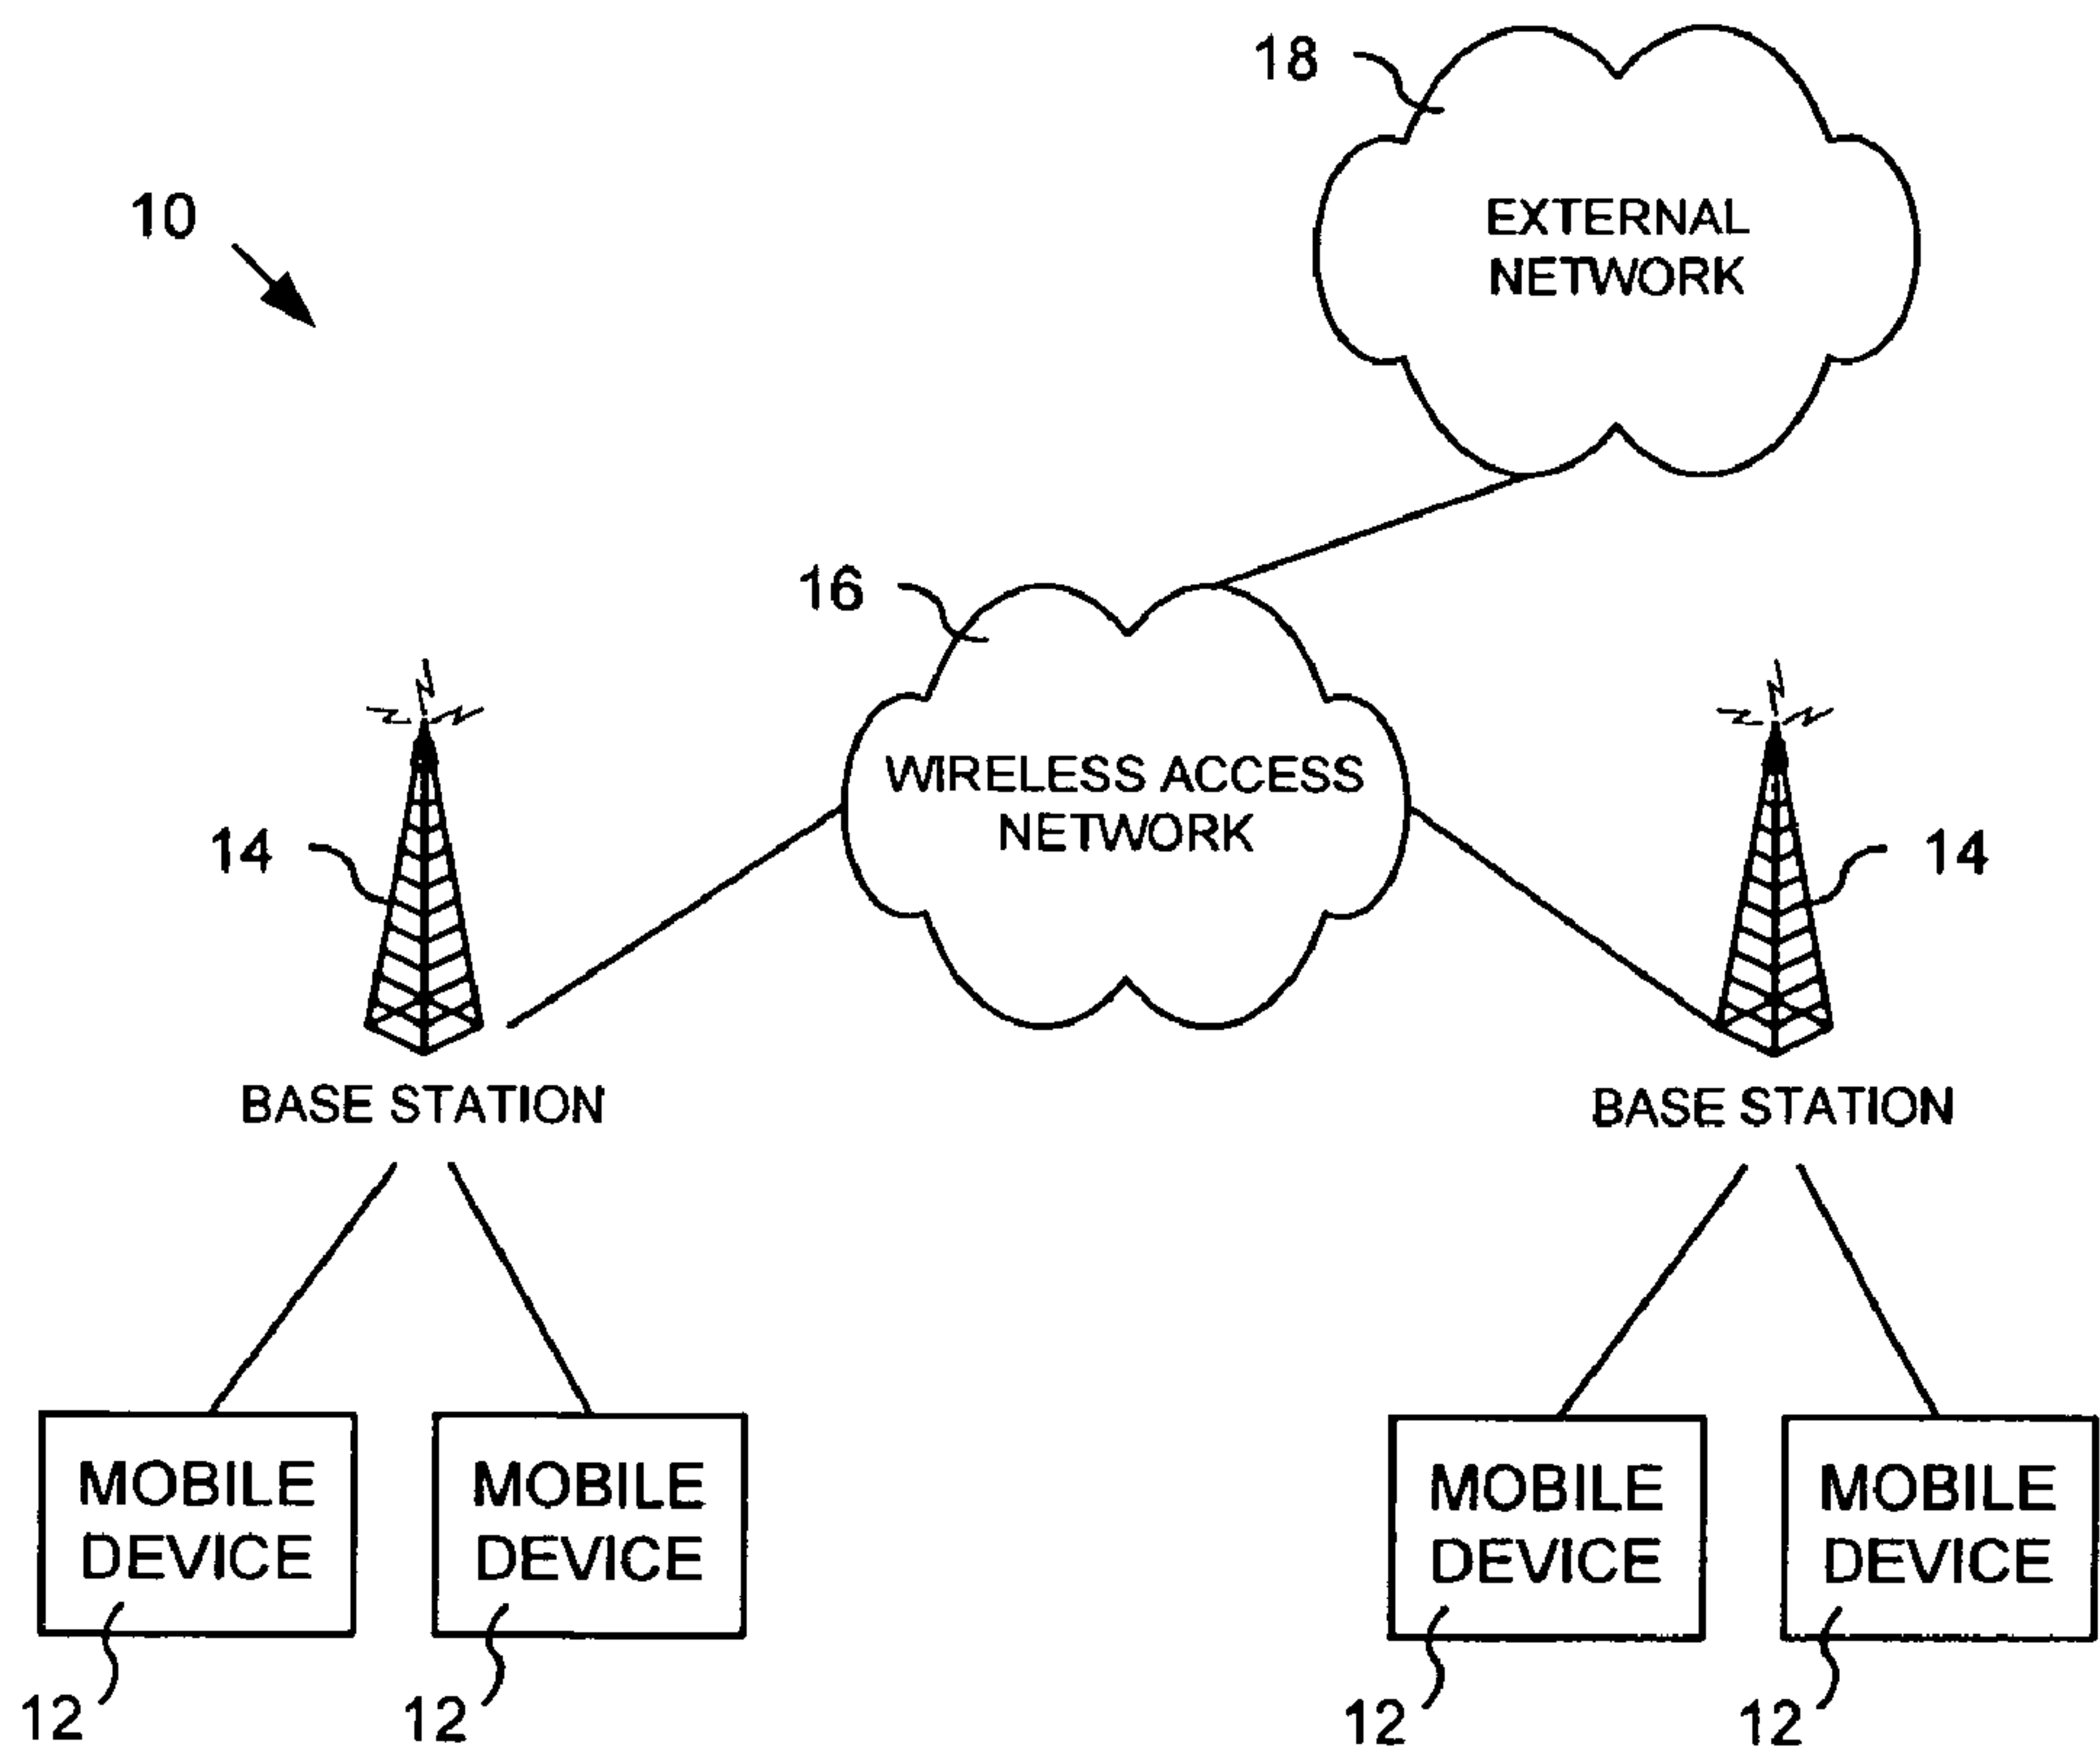 18
EXTERNAL
NETWORK
10
16
WIRELESS ACCESS
NETWORK
14
14
BASE STATION
BASE STATION
MOBILE
DEVICE
MOBILE
DEVICE
MOBILE
DEVICE
MOBILE
DEVICE
12
12
12
12